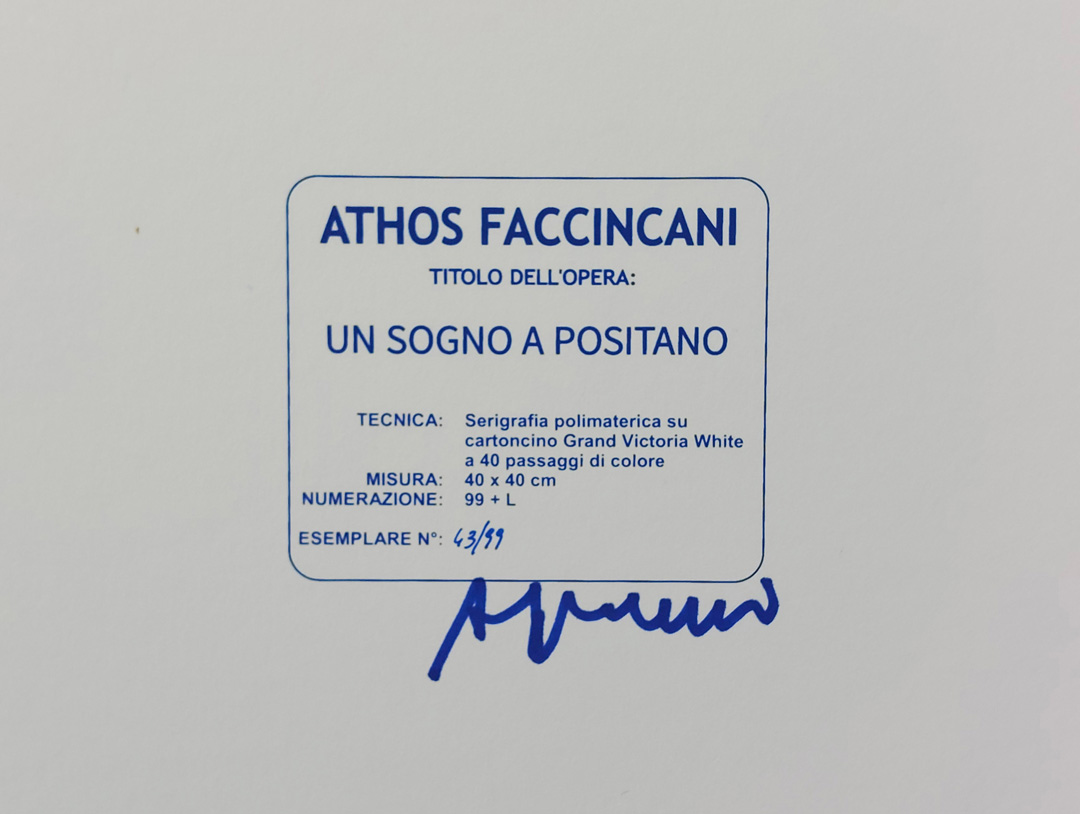 ATHOS FACCINCANI
TITOLO DELL'OPERA:
UN SOGNO A POSITANO
TECNICA: Serigrafia polimaterica su
cartoncino Grand Victoria White
a 40 passaggi di colore
MISURA: 40 x 40 cm
NUMERAZIONE: 99 + L
ESEMPLARE N°: 43/99